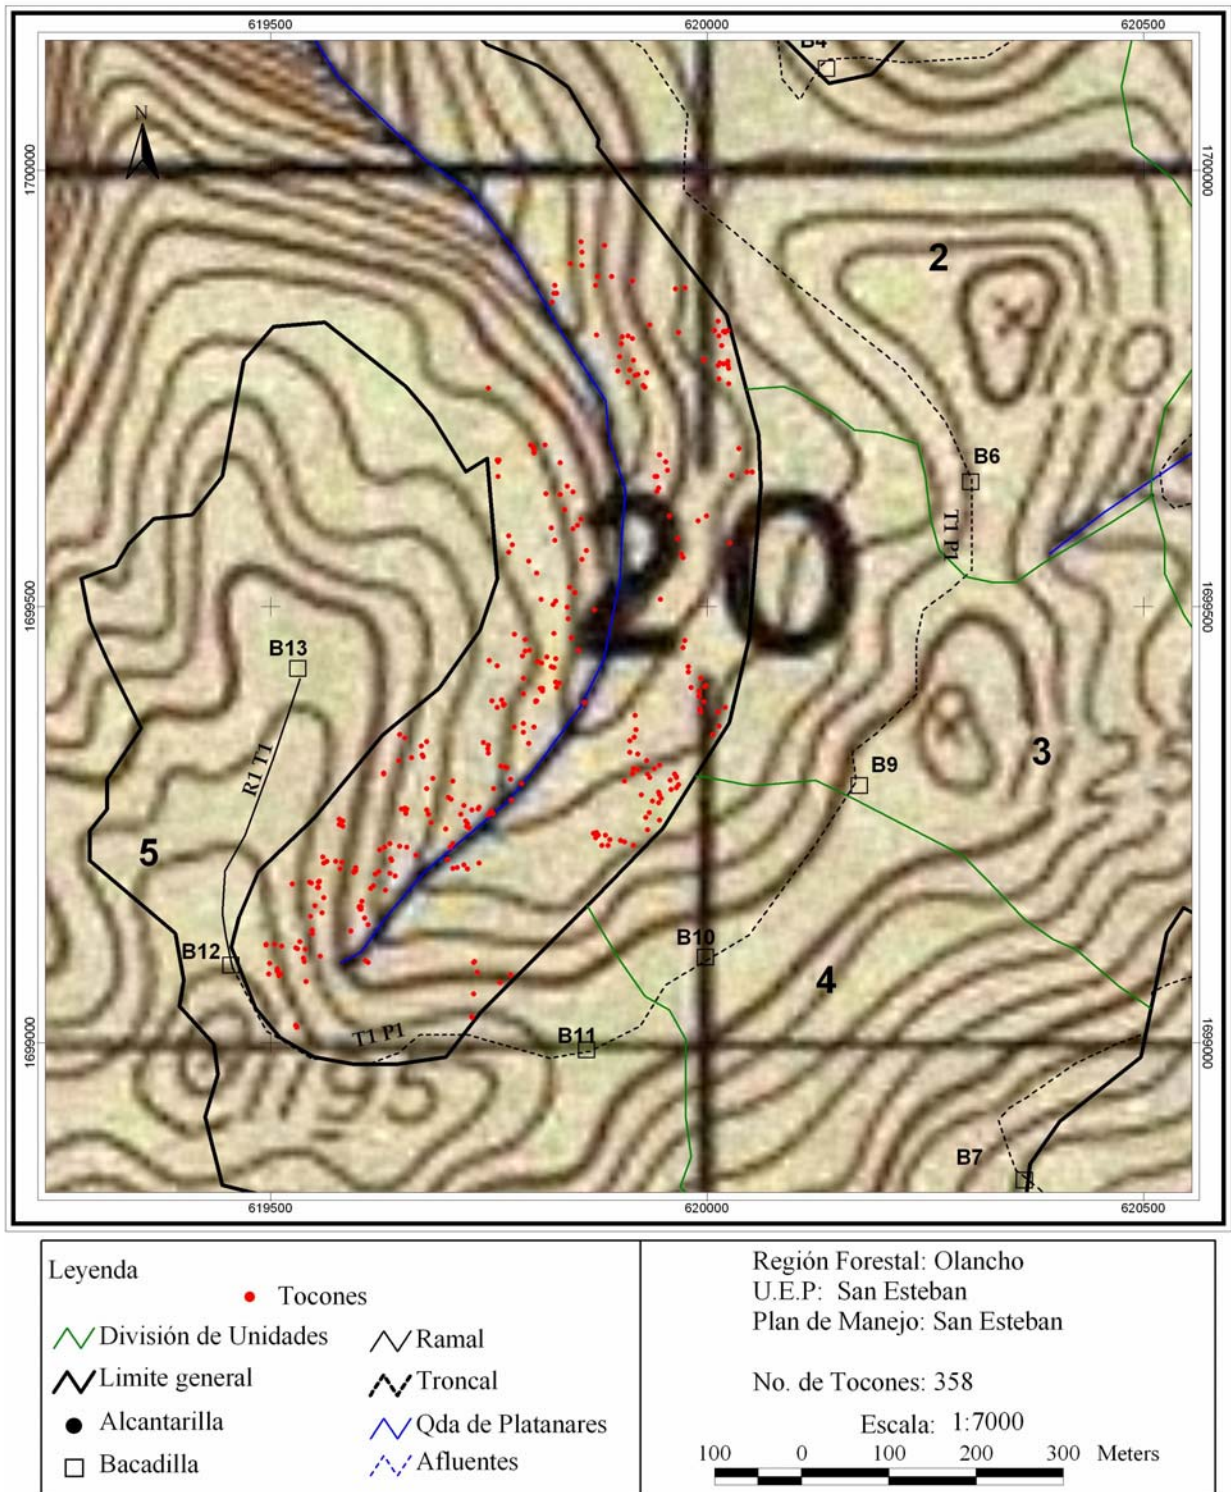 619500 620000 620500
B4
N
1700000 1700000
2
B6
T1 P1
20
1699500 1699500
B13
B9 3
R1 T1
5
B12 B10
4
T1 P1 B11
1699000 1699000
B7
619500 620000 620500
Leyenda
Tocones
División de Unidades
Ramal
Limite general
Troncal
Alcantarilla
Qda de Platanares
Bacadilla
Afluentes
Región Forestal: Olancho
U.E.P: San Esteban
Plan de Manejo: San Esteban
No. de Tocones: 358
Escala: 1:7000
100 0 100 200 300 Meters